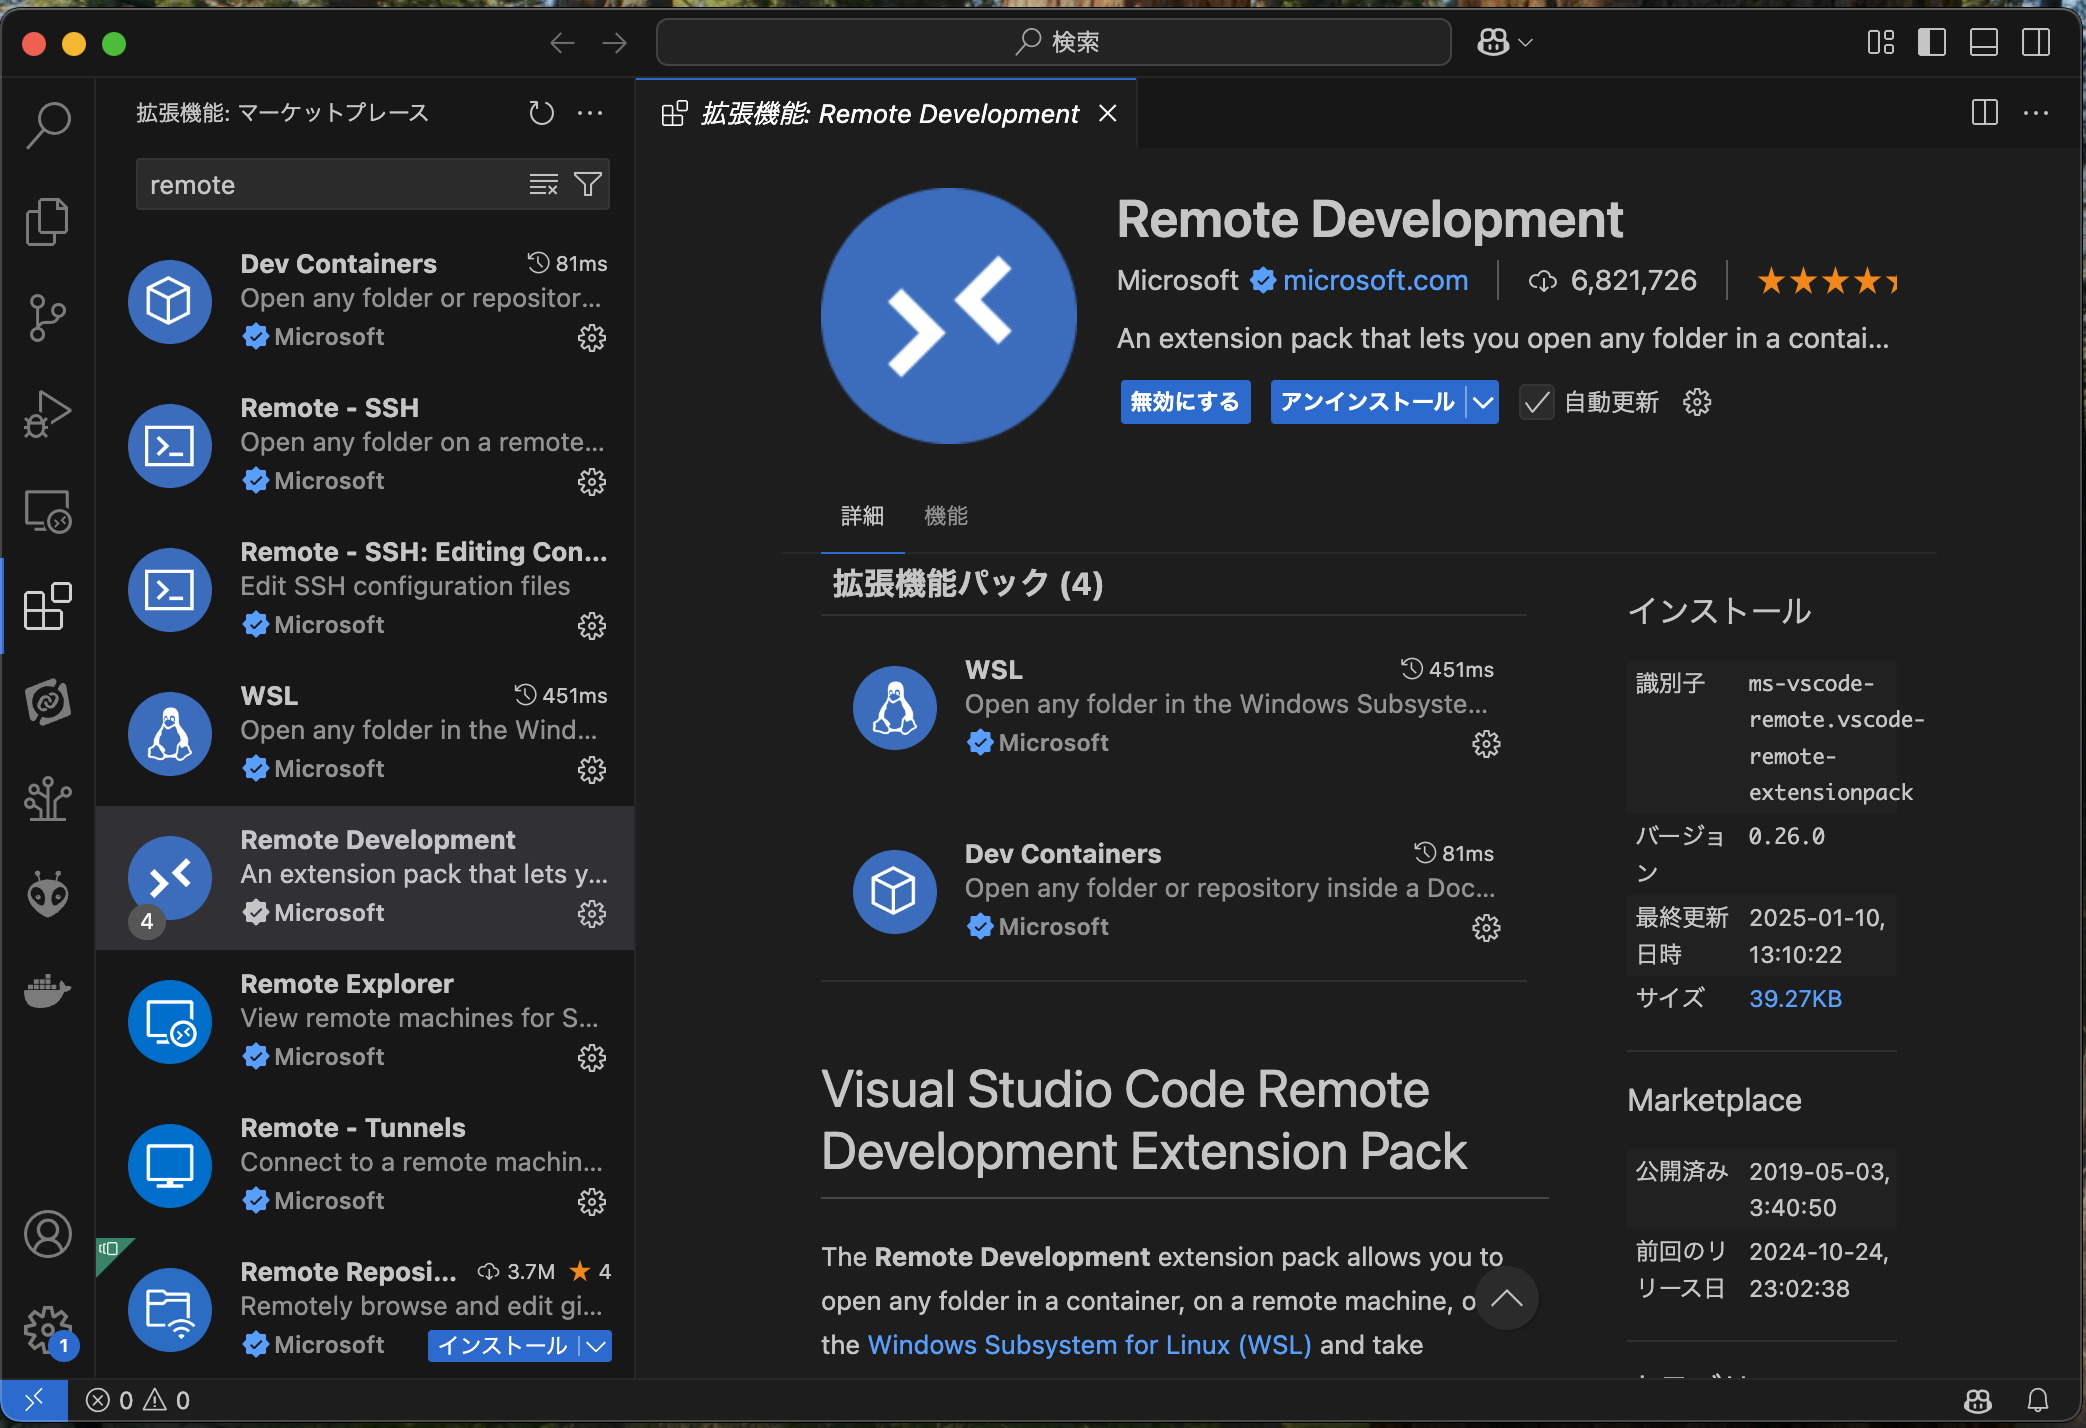 検索
拡張機能: マーケットプレース
remote
Dev Containers 81ms
Open any folder or repositor...
Microsoft
Remote - SSH
Open any folder on a remote...
Microsoft
Remote - SSH: Editing Con...
Edit SSH configuration files
Microsoft
WSL 451ms
Open any folder in the Wind...
Microsoft
Remote Development
An extension pack that lets y...
Microsoft
4
Remote Explorer
View remote machines for S...
Microsoft
Remote - Tunnels
Connect to a remote machin...
Microsoft
Remote Reposi... 3.7M 4
Remotely browse and edit gi...
Microsoft インストール
1
拡張機能: Remote Development
Remote Development
Microsoft microsoft.com 6,821,726
An extension pack that lets you open any folder in a contai...
無効にする アンインストール 自動更新
詳細 機能
拡張機能パック (4)
WSL 451ms
Open any folder in the Windows Subsyste...
Microsoft
Dev Containers 81ms
Open any folder or repository inside a Doc...
Microsoft
Visual Studio Code Remote
Development Extension Pack
The Remote Development extension pack allows you to
open any folder in a container, on a remote machine, o
the Windows Subsystem for Linux (WSL) and take
インストール
識別子 ms-vscode-
remote.vscode-
remote-
extensionpack
バージョ 0.26.0
ン
最終更新 2025-01-10,
日時 13:10:22
サイズ 39.27KB
Marketplace
公開済み 2019-05-03,
3:40:50
前回のリ 2024-10-24,
リース日 23:02:38
0 0